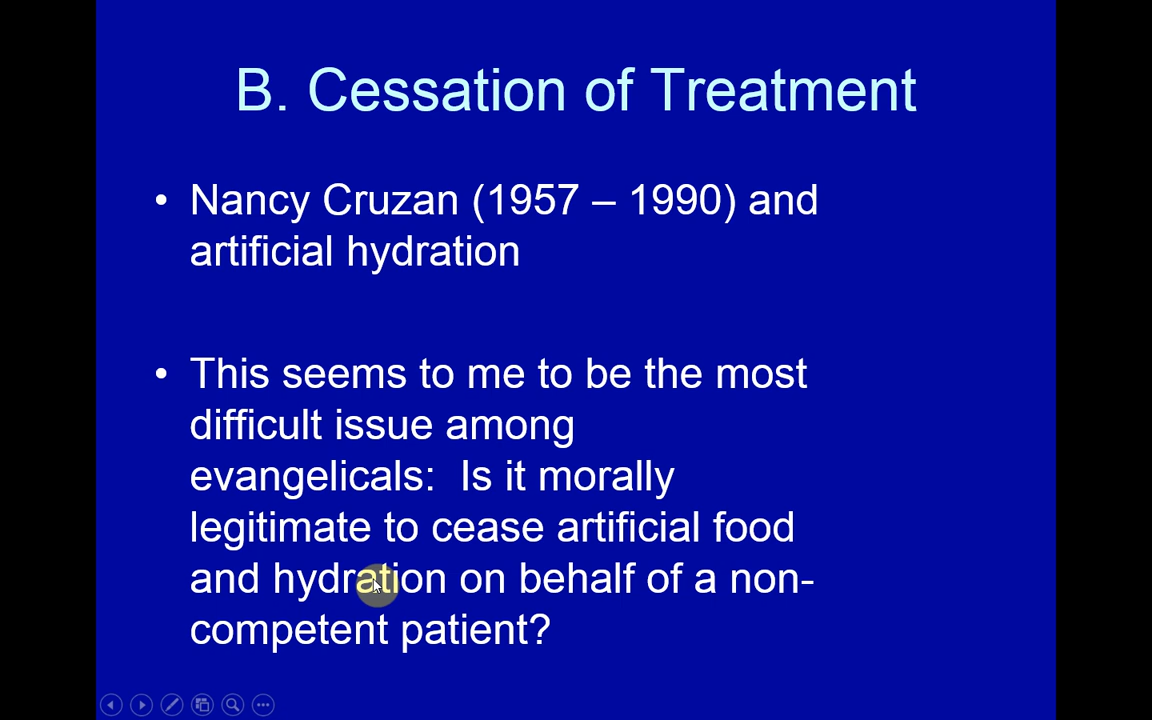 B. Cessation of Treatment
• Nancy Cruzan (1957 – 1990) and
artificial hydration
• This seems to me to be the most
difficult issue among
evangelicals:  Is it morally
legitimate to cease artificial food
and hydration on behalf of a non-
competent patient?